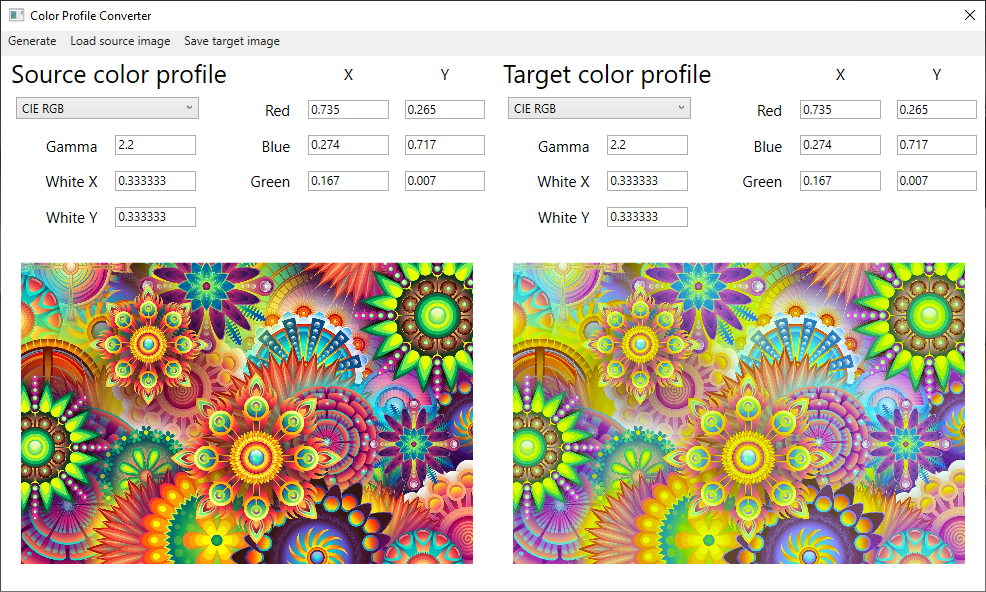 Color Profile Converter
Generate Load source image Save target image
Source color profile X Y Target color profile X Y
CIE RGB Red 0.735 0.265 CIE RGB Red 0.735 0.265
Gamma 2.2 Blue 0.274 0.717 Gamma 2.2 Blue 0.274 0.717
White X 0.333333 Green 0.167 0.007 White X 0.333333 Green 0.167 0.007
White Y 0.333333 White Y 0.333333